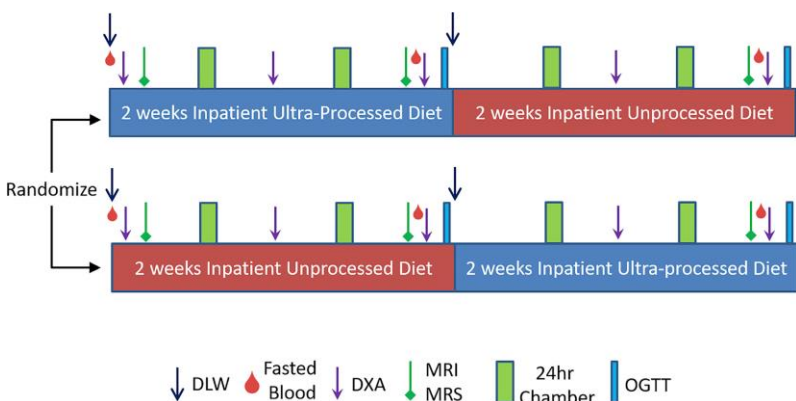 2 weeks Inpatient Ultra-Processed Diet
2 weeks Inpatient Unprocessed Diet
Randomize
2 weeks Inpatient Unprocessed Diet
2 weeks Inpatient Ultra-processed Diet
DLW
Fasted
Blood
DXA
MRI
MRS
24hr
Chamber
OGTT